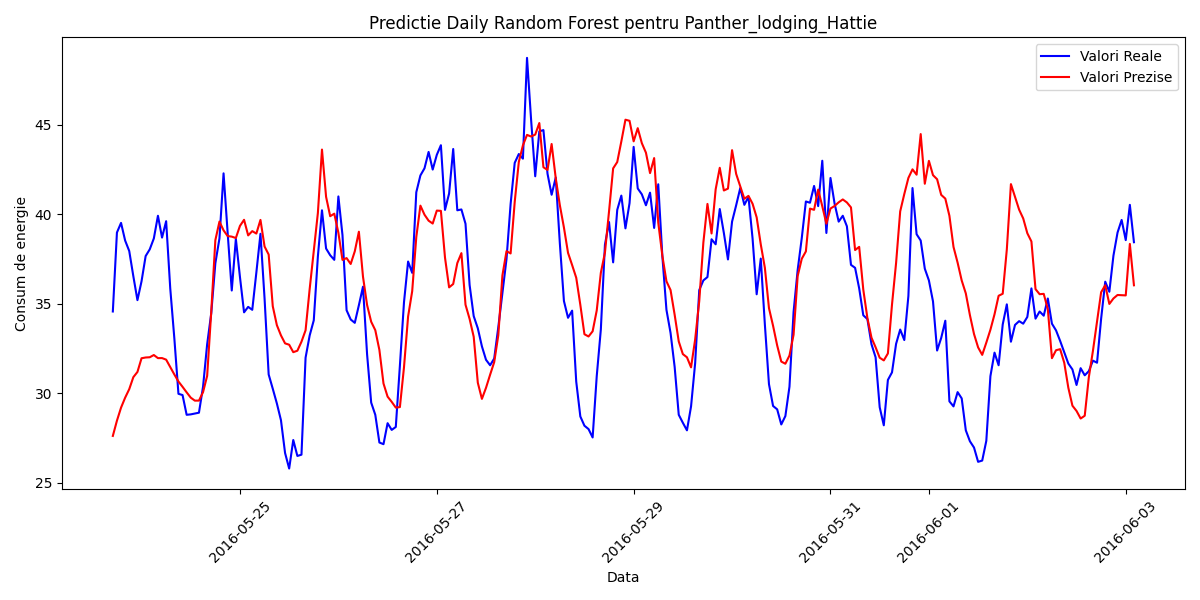 Predictie Daily Random Forest pentru Panther_lodging_Hattie
Valori Reale
Valori Prezise
Consum de energie
45
40
35
30
25
2016-05-25
2016-05-27
2016-05-29
2016-05-31
2016-06-01
2016-06-03
Data